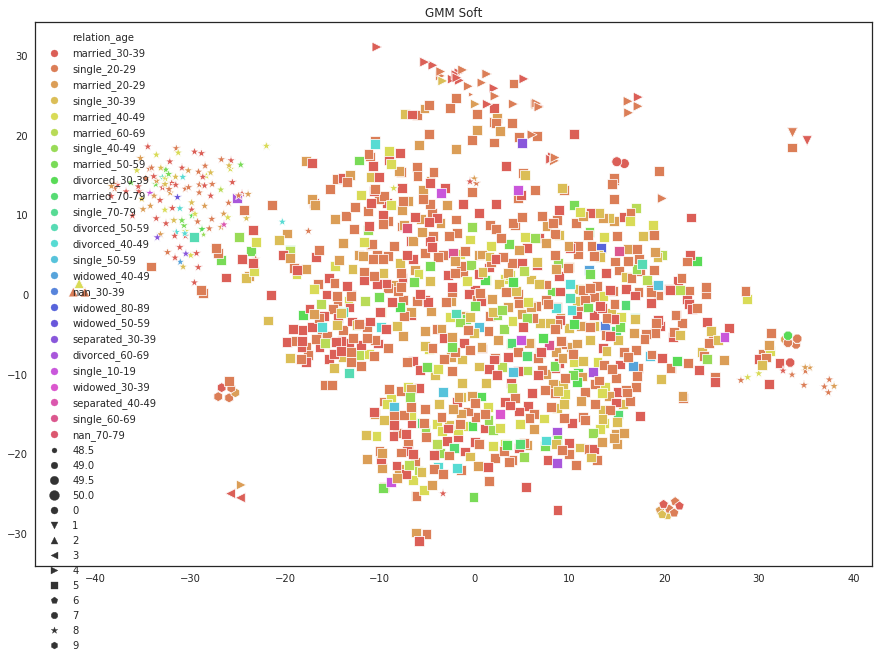 GMM Soft
relation_age
married_30-39
single_20-29
married_20-29
single_30-39
married_40-49
married_60-69
single_40-49
married_50-59
divorced_30-39
married_70-79
single_70-79
divorced_50-59
divorced_40-49
single_50-59
widowed_40-49
nan_30-39
widowed_80-89
widowed_50-59
separated_30-39
divorced_60-69
single_10-19
widowed_30-39
separated_40-49
single_60-69
nan_70-79
48.5
49.0
49.5
50.0
0
1
2
3
4
5
6
7
8
9
30
20
10
0
−10
−20
−30
−40 −30 −20 −10 0 10 20 30 40